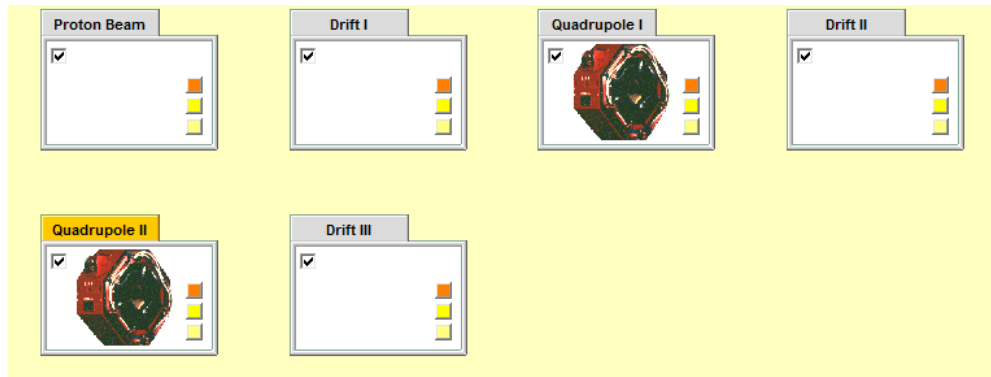 Proton Beam
Drift I
Quadrupole I
Drift II
Quadrupole II
Drift III